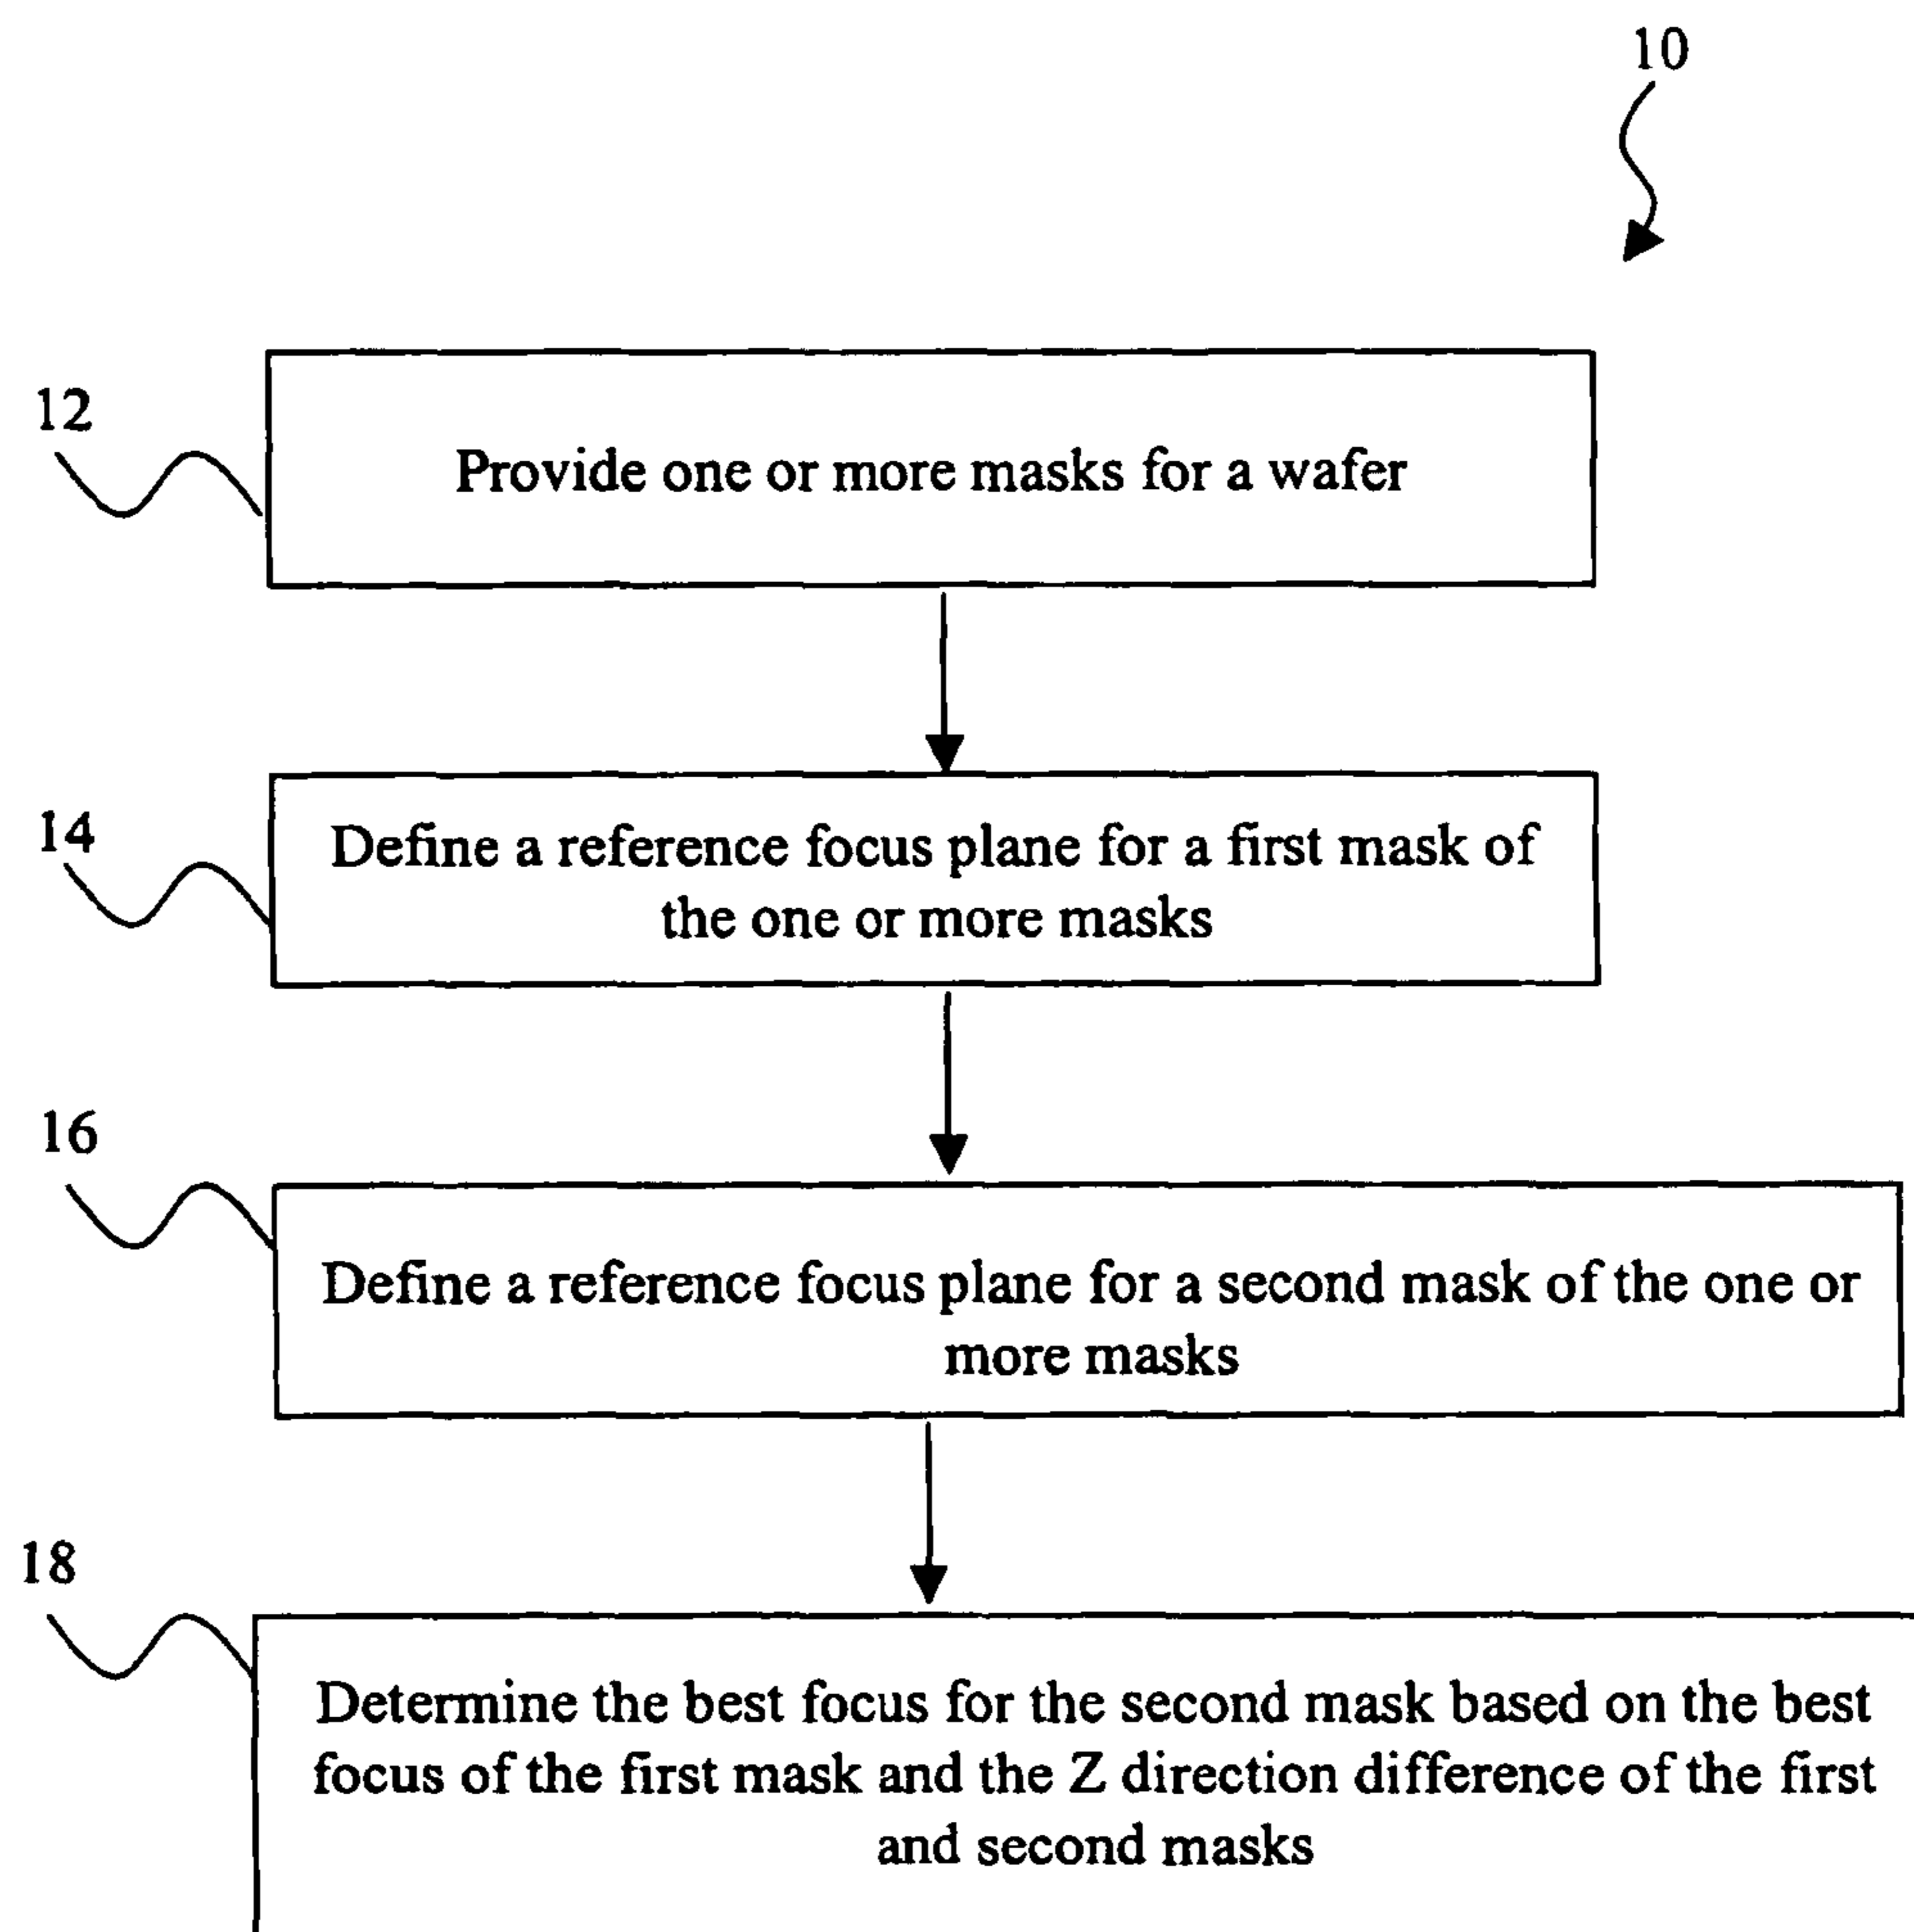 10
12
Provide one or more masks for a wafer
14
Define a reference focus plane for a first mask of
the one or more masks
16
Define a reference focus plane for a second mask of the one or
more masks
18
Determine the best focus for the second mask based on the best
focus of the first mask and the Z direction difference of the first
and second masks